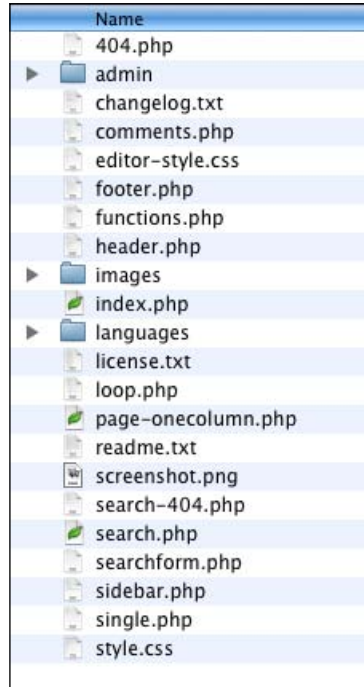 Name
404.php
admin
changelog.txt
comments.php
editor-style.css
footer.php
functions.php
header.php
images
index.php
languages
license.txt
loop.php
page-onecolumn.php
readme.txt
screenshot.png
search-404.php
search.php
searchform.php
sidebar.php
single.php
style.css